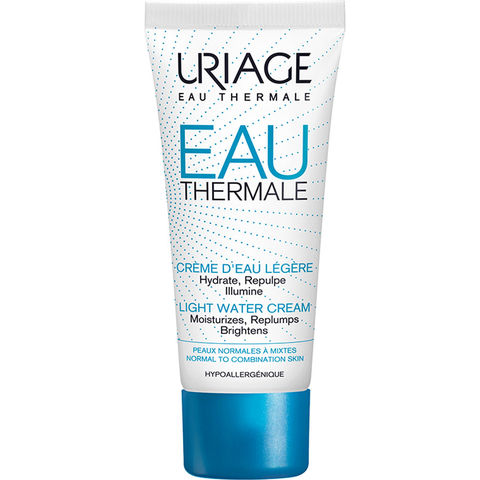 URIAGE
EAU THERMALE
EAU
THERMALE
CRÈME D'EAU LÉGÈRE
Hydrate, Repulpe
Illumine
LIGHT WATER CREAM
Moisturizes, Replumps
Brightens
PEAUX NORMALES À MIXTES
NORMAL TO COMBINATION SKIN
HYPOALLERGÉNIQUE